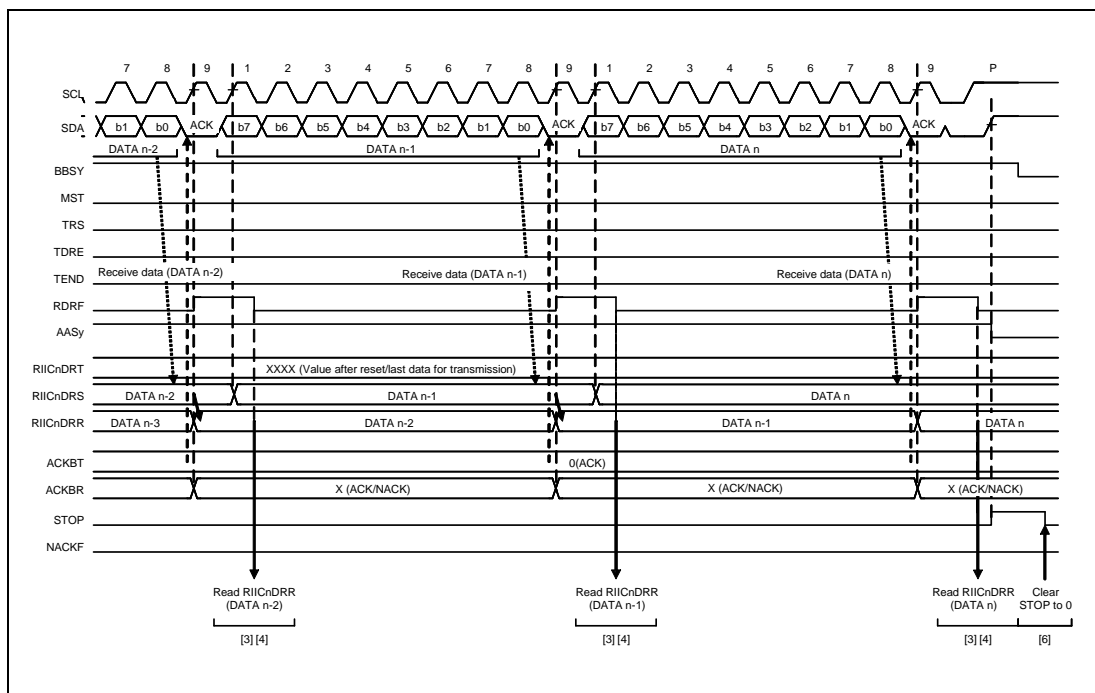 7 8 9 1 2 3 4 5 6 7 8 9 1 2 3 4 5 6 7 8 9 P
SCL
SDA b1 b0 ACK b7 b6 b5 b4 b3 b2 b1 b0 ACK b7 b6 b5 b4 b3 b2 b1 b0 ACK
DATA n-2 DATA n-1 DATA n
BBSY
MST
TRS
TDRE
TEND
Receive data (DATA n-2) Receive data (DATA n-1) Receive data (DATA n)
RDRF
AASy
RIICnDRT XXXX (Value after reset/last data for transmission)
RIICnDRS DATA n-2 DATA n-1 DATA n
RIICnDRR DATA n-3 DATA n-2 DATA n-1 DATA n
ACKBT 0(ACK)
ACKBR X (ACK/NACK) X (ACK/NACK) X (ACK/NACK)
STOP
NACKF
Read RIICnDRR Read RIICnDRR Read RIICnDRR Clear
(DATA n-2) (DATA n-1) (DATA n) STOP to 0
[3] [4] [3] [4] [3] [4] [6]